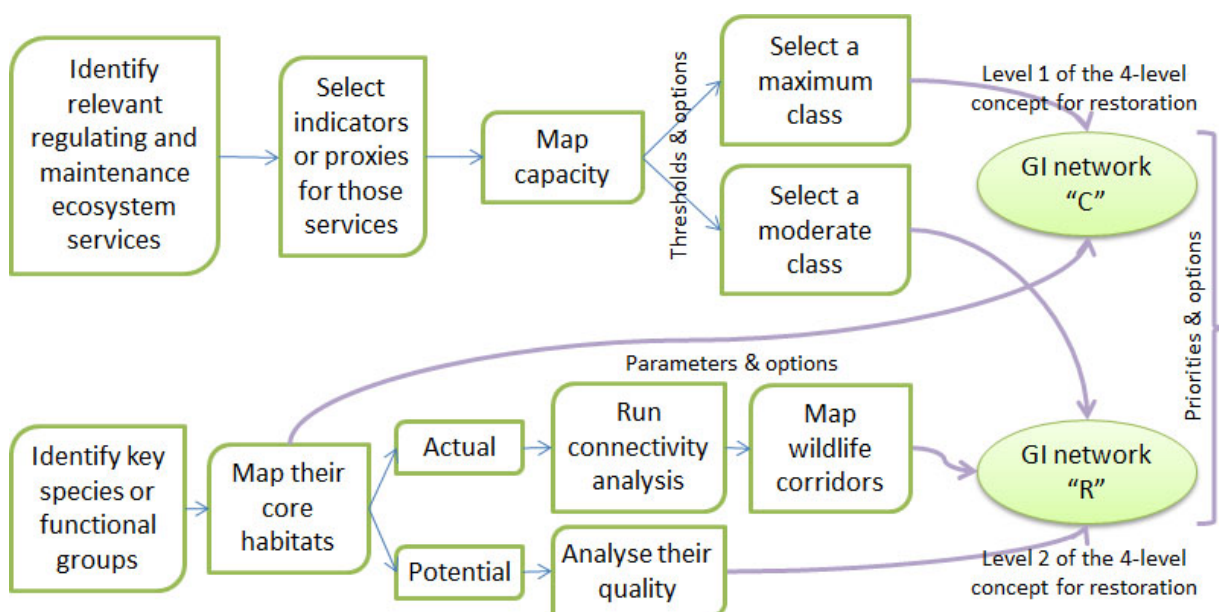 Identify
relevant
regulating and
maintenance
ecosystem
services
Select
indicators
or proxies
for those
services
Map
capacity
Thresholds & options
Select a
maximum
class
Select a
moderate
class
Level 1 of the 4-level
concept for restoration
GI network
“C”
Priorities & options
Parameters & options
Identify key
species or
functional
groups
Map their
core
habitats
Actual
Run
connectivity
analysis
Map
wildlife
corridors
GI network
“R”
Potential
Analyse their
quality
Level 2 of the 4-level
concept for restoration